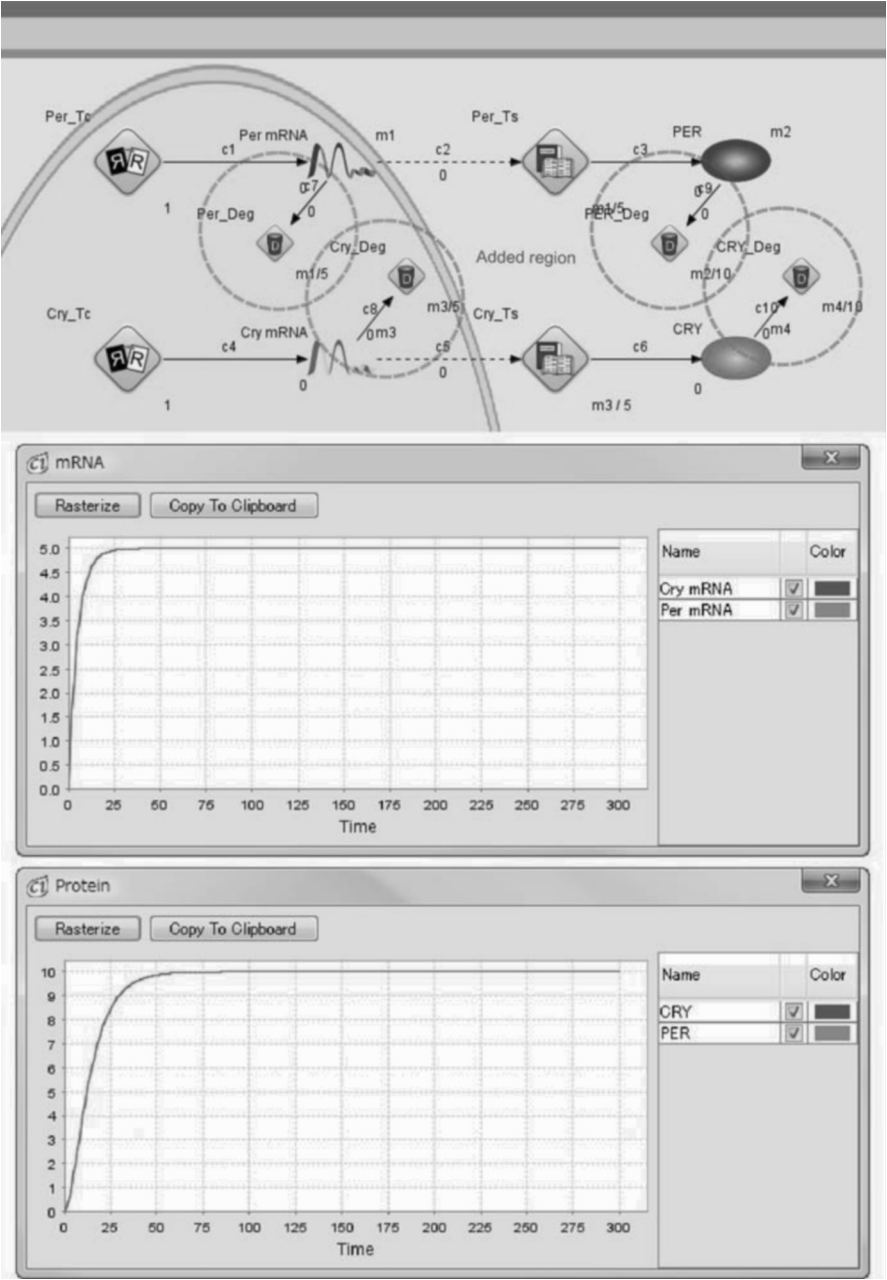 Per_Tc
Per_Ts
Per mRNA
m1
PER
m2
c1
c2
c3
0
c7
0
0
0
c9
0
1
Per_Deg
m1/5
PER_Deg
D
D
Cry_Deg
CRY_Deg
Added region
m1/5
m2/10
D
D
Cry_Tc
c8
m3/5
Cry_Ts
c10
m4/10
Cry mRNA
0
m3
CRY
0
m4
c4
c5
c6
0
0
0
1
m3 / 5
mRNA
Rasterize
Copy To Clipboard
Name
Color
Cry mRNA
Per mRNA
5.0
4.5
4.0
3.5
3.0
2.5
2.0
1.5
1.0
0.5
0.0
0 25 50 75 100 125 150 175 200 225 250 275 300
Time
Protein
Rasterize
Copy To Clipboard
Name
Color
CRY
PER
10
9
8
7
6
5
4
3
2
1
0
0 25 50 75 100 125 150 175 200 225 250 275 300
Time